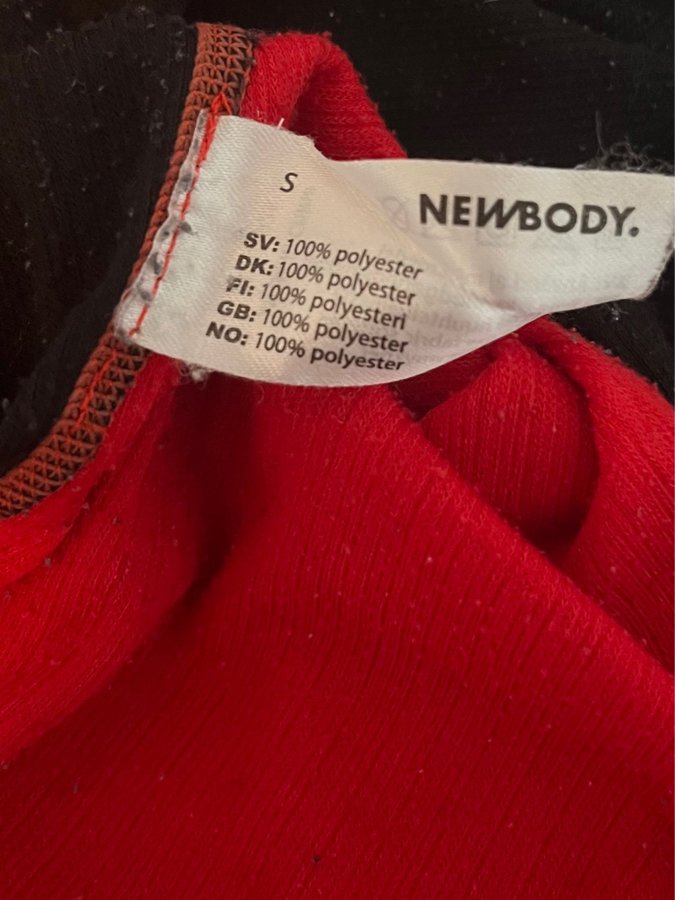 S
NEWBODY.
SV: 100% polyester
DK: 100% polyester
FI: 100% polyesteri
GB: 100% polyester
NO: 100% polyester